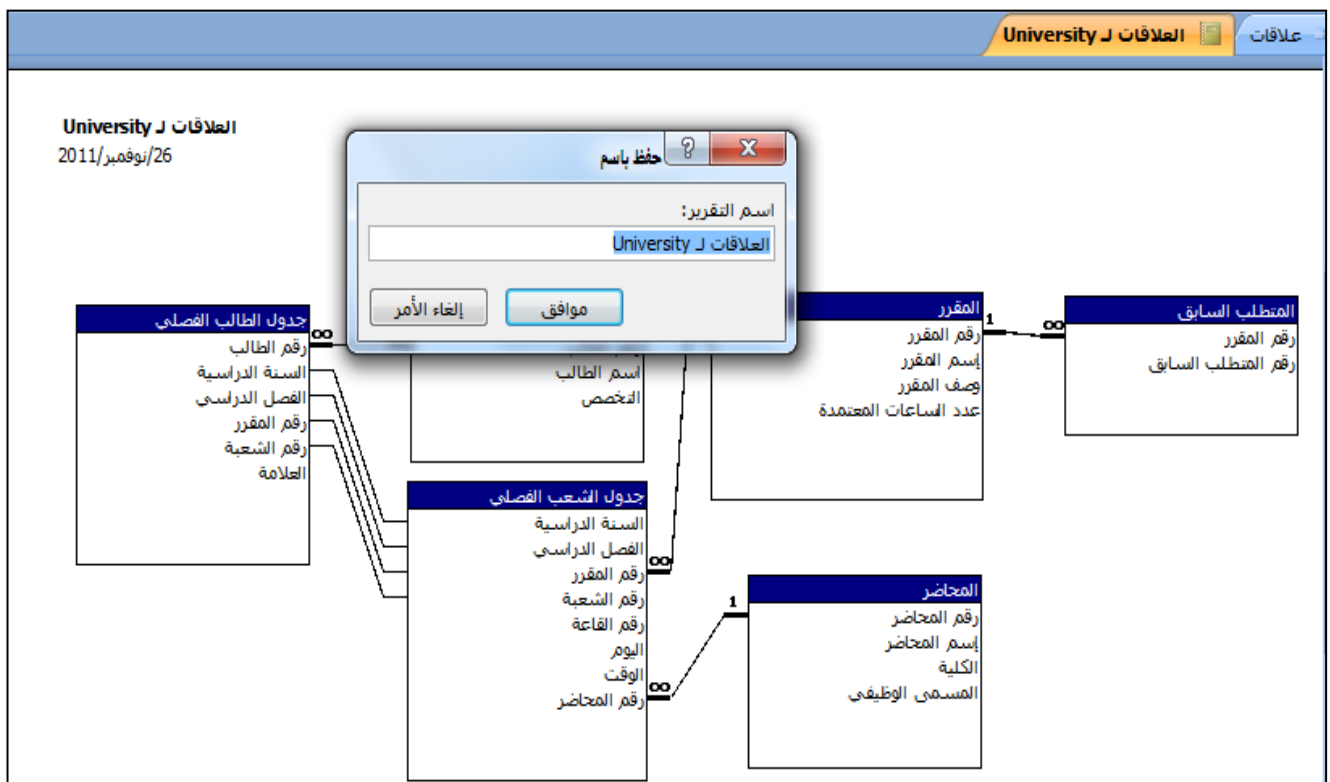 علاقات
العلاقات لـ University
العلاقات لـ University
26/نوفمبر/2011
حفظ باسم
اسم التقرير:
العلاقات لـ University
موافق
إلغاء الأمر
المتطلب السابق
رقم المقرر
رقم المتطلب السابق
∞
1
المقرر
رقم المقرر
إسم المقرر
وصف المقرر
عدد الساعات المعتمدة
اسم الطالب
التخصص
جدول الطالب الفصلي
∞
رقم الطالب
السنة الدراسية
الفصل الدراسي
رقم المقرر
رقم الشعبة
العلامة
جدول الشعب الفصلي
السنة الدراسية
الفصل الدراسي
∞
رقم المقرر
رقم الشعبة
رقم القاعة
اليوم
الوقت
∞
رقم المحاضر
1
المحاضر
رقم المحاضر
إسم المحاضر
الكلية
المسمى الوظيفي